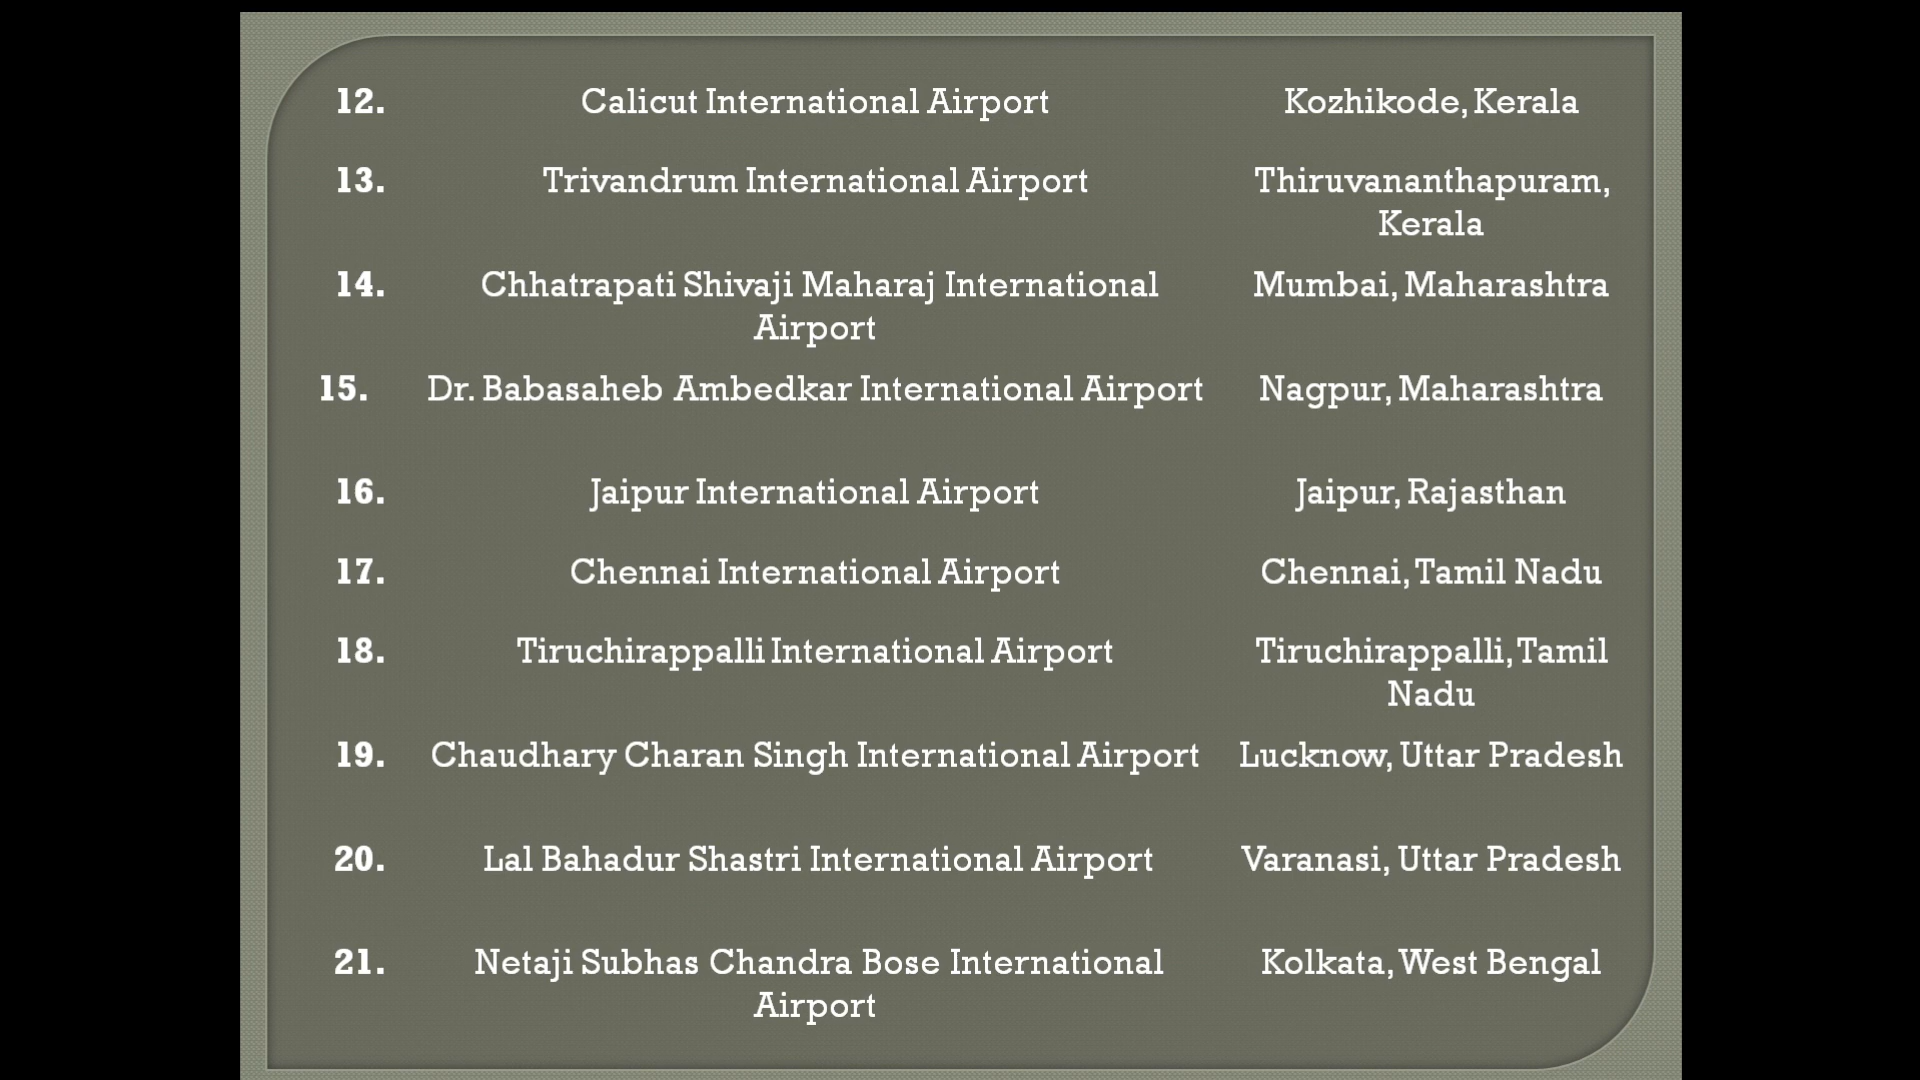 12. Calicut International Airport Kozhikode, Kerala
13. Trivandrum International Airport Thiruvananthapuram,
Kerala
14. Chhatrapati Shivaji Maharaj International Mumbai, Maharashtra
Airport
15. Dr. Babasaheb Ambedkar International Airport Nagpur, Maharashtra
16. Jaipur International Airport Jaipur, Rajasthan
17. Chennai International Airport Chennai, Tamil Nadu
18. Tiruchirappalli International Airport Tiruchirappalli, Tamil
Nadu
19. Chaudhary Charan Singh International Airport Lucknow, Uttar Pradesh
20. Lal Bahadur Shastri International Airport Varanasi, Uttar Pradesh
21. Netaji Subhas Chandra Bose International Kolkata, West Bengal
Airport